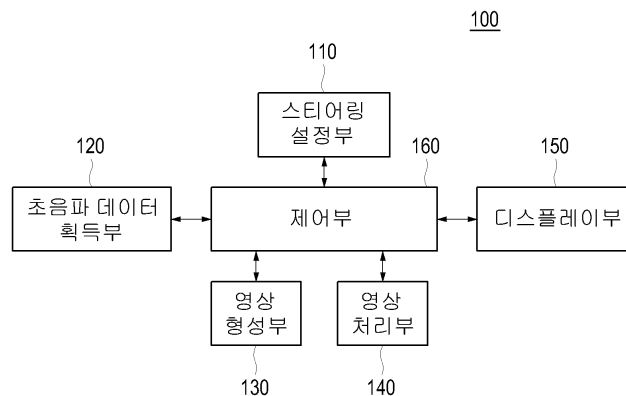 100
110
스티어링
설정부
120
160
150
초음파 데이터
획득부
제어부
디스플레이부
영상
형성부
영상
처리부
130
140